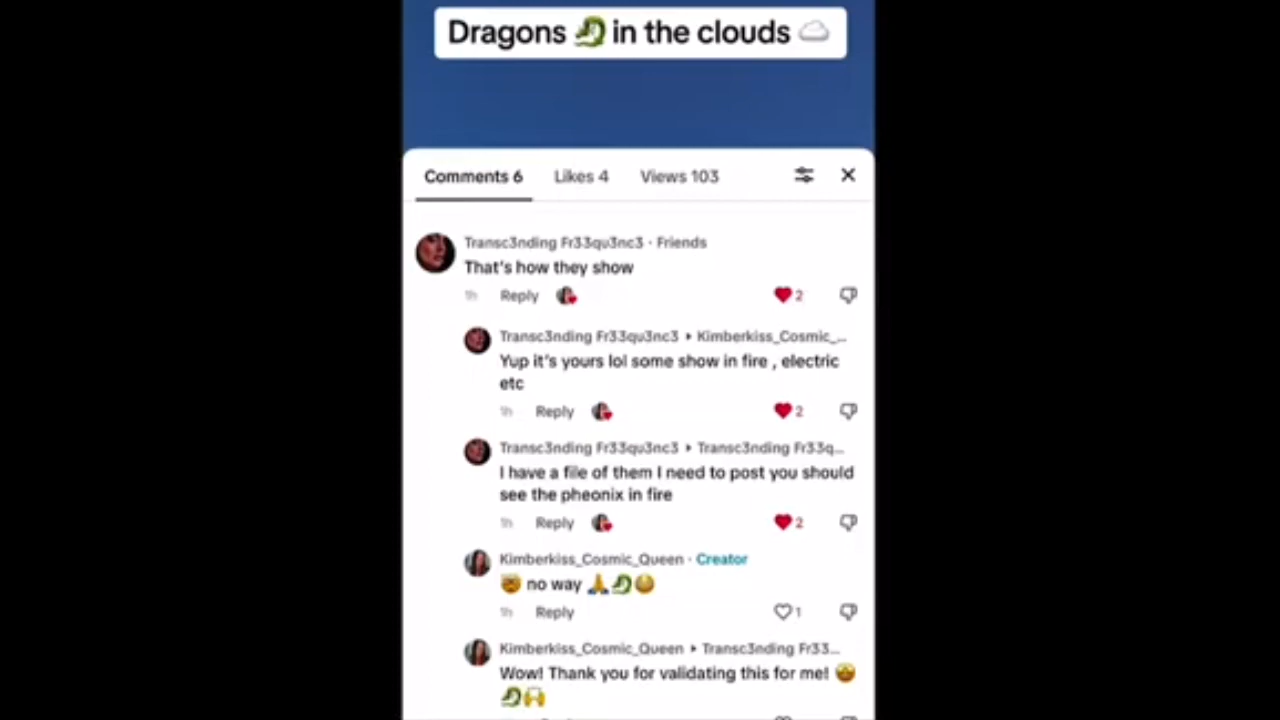 Dragons 🐉 in the clouds ☁️
Comments 6 Likes 4 Views 103
Transc3nding Fr33qu3nc3 · Friends
That's how they show
1h Reply 2
Transc3nding Fr33qu3nc3 ▸ Kimberkiss_Cosmic_...
Yup it's yours lol some show in fire , electric
etc
1h Reply 2
Transc3nding Fr33qu3nc3 ▸ Transc3nding Fr33q...
I have a file of them I need to post you should
see the pheonix in fire
1h Reply 2
Kimberkiss_Cosmic_Queen · Creator
🤯 no way 🙏🐉😳
1h Reply 1
Kimberkiss_Cosmic_Queen ▸ Transc3nding Fr33...
Wow! Thank you for validating this for me! 🤩
🐉🙌